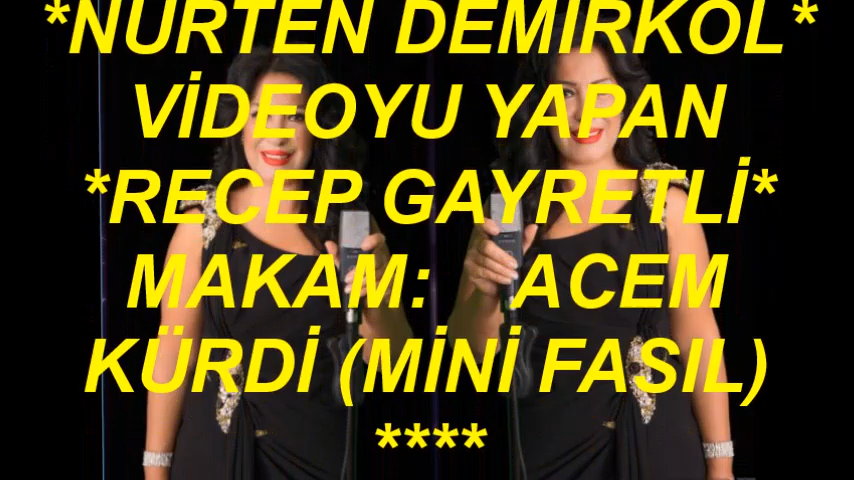 *NURTEN DEMİRKOL*
VİDEOYU YAPAN
*RECEP GAYRETLİ*
MAKAM: ACEM
KÜRDİ (MİNİ FASIL)
****